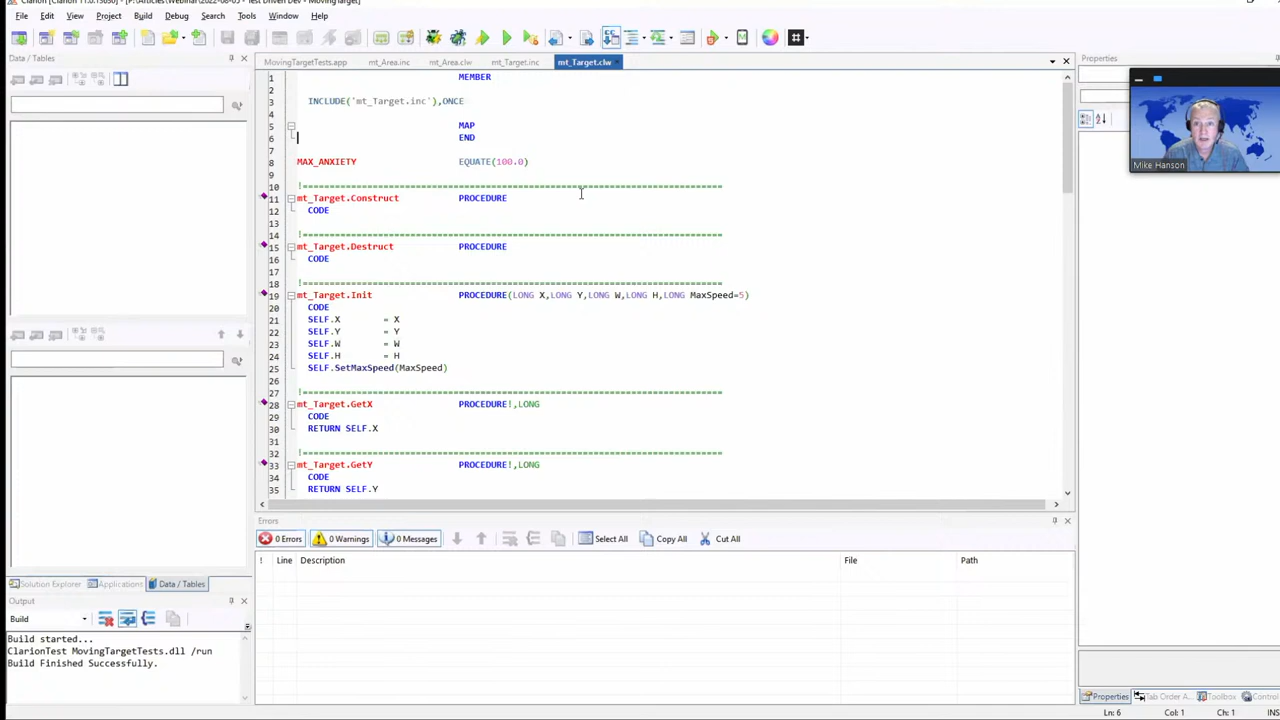 File Edit View Project Build Debug Search Tools Window Help
Data / Tables
MovingTargetTests.app mt_Area.inc mt_Area.clw mt_Target.inc mt_Target.clw
Properties
1 MEMBER
2
3 INCLUDE('mt_Target.inc'),ONCE
4
5 MAP
6 END
7
8 MAX_ANXIETY EQUATE(100.0)
9
10 !==============================================================================
11 mt_Target.Construct PROCEDURE
12 CODE
13
14 !==============================================================================
15 mt_Target.Destruct PROCEDURE
16 CODE
17
18 !==============================================================================
19 mt_Target.Init PROCEDURE(LONG X,LONG Y,LONG W,LONG H,LONG MaxSpeed=5)
20 CODE
21 SELF.X = X
22 SELF.Y = Y
23 SELF.W = W
24 SELF.H = H
25 SELF.SetMaxSpeed(MaxSpeed)
26
27 !==============================================================================
28 mt_Target.GetX PROCEDURE!,LONG
29 CODE
30 RETURN SELF.X
31
32 !==============================================================================
33 mt_Target.GetY PROCEDURE!,LONG
34 CODE
35 RETURN SELF.Y
Mike Hanson
Errors
0 Errors 0 Warnings 0 Messages Select All Copy All Cut All
! Line Description File Path
Solution Explorer Applications Data / Tables
Output
Build
Build started...
ClarionTest MovingTargetTests.dll /run
Build Finished Successfully.
Properties Tab Order A... Toolbox Control
Ln: 6 Col: 1 Ch: 1 INS